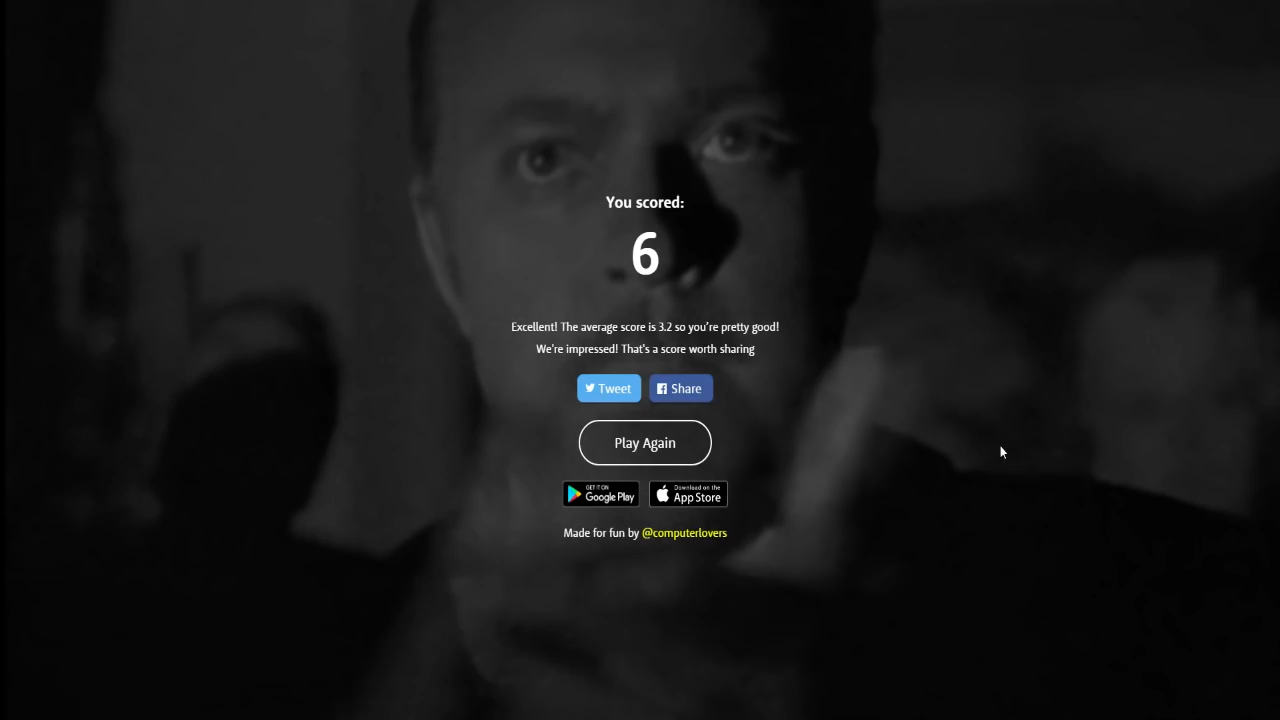 You scored:
6
Excellent! The average score is 3.2 so you're pretty good!
We're impressed! That's a score worth sharing
Tweet
Share
Play Again
GET IT ON
Google Play
Download on the
App Store
Made for fun by @computerlovers